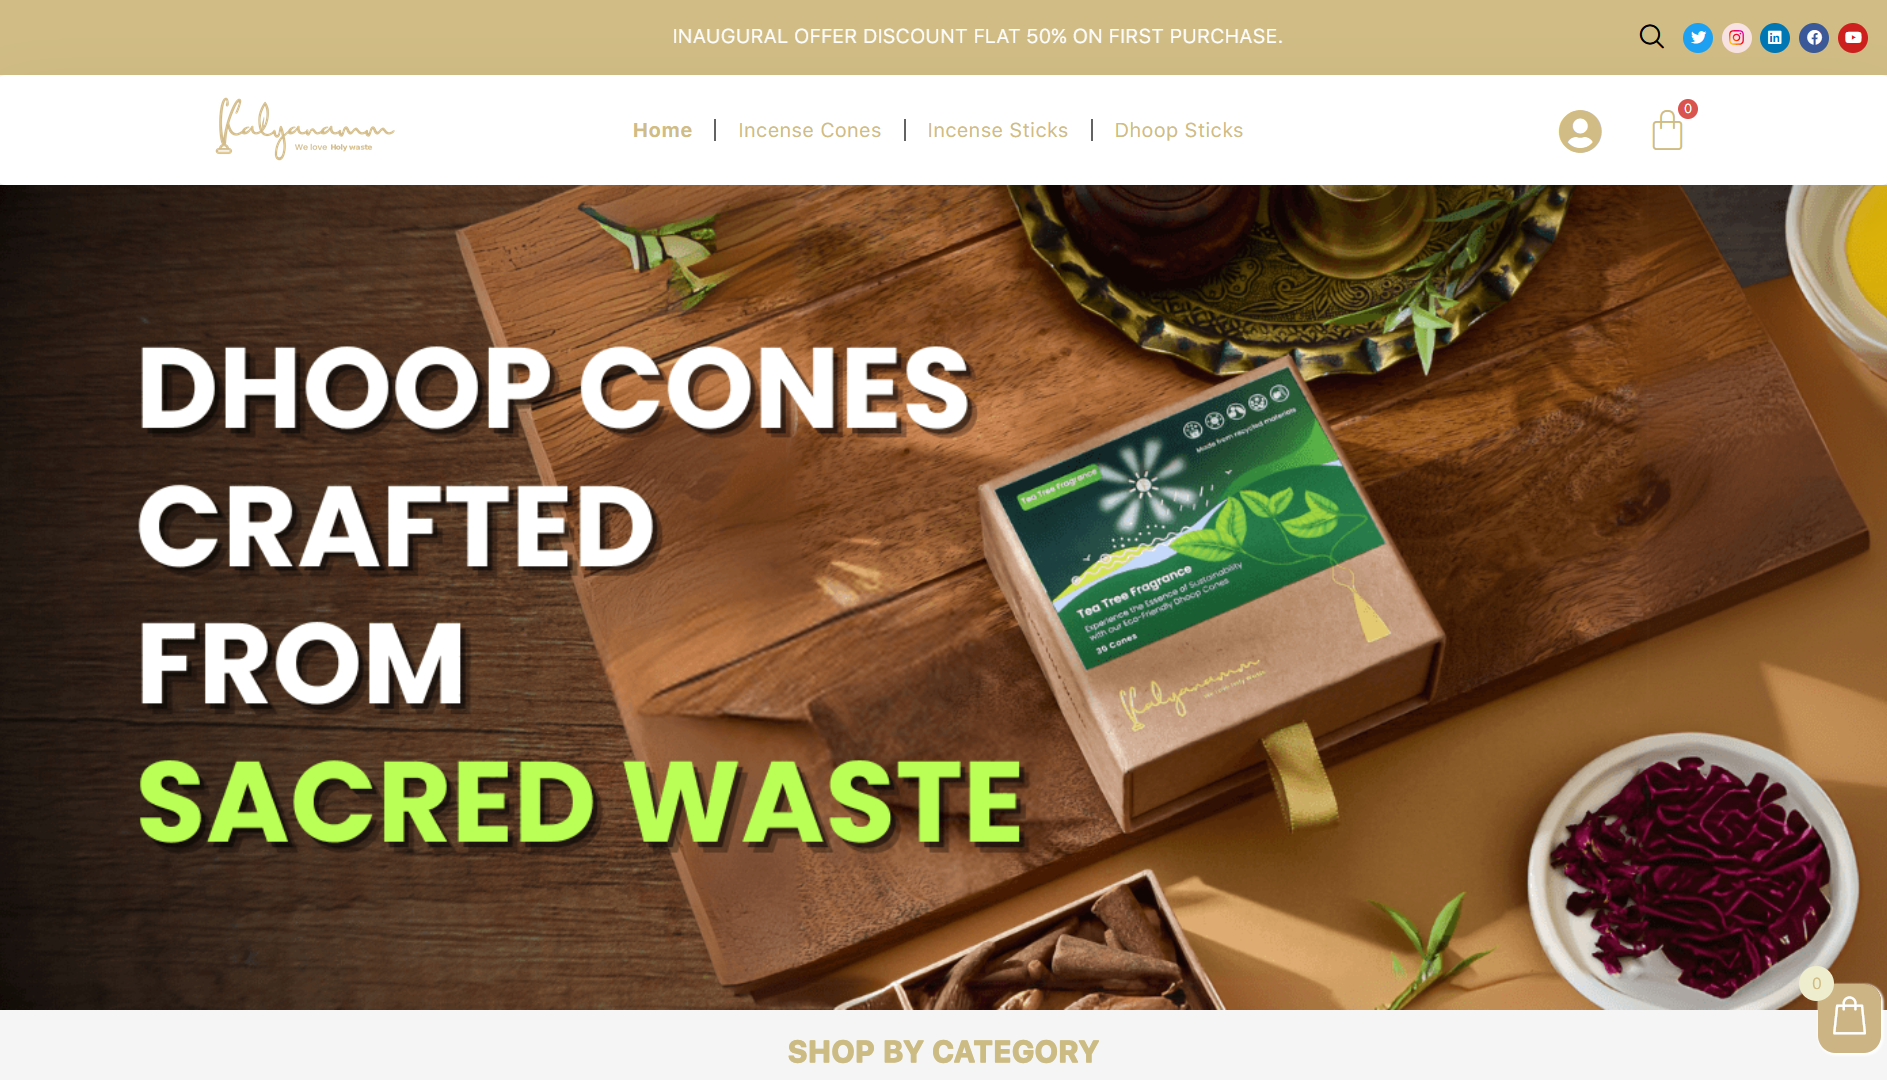 INAUGURAL OFFER DISCOUNT FLAT 50% ON FIRST PURCHASE.
Kalyanamm
We love Holy waste
Home
Incense Cones
Incense Sticks
Dhoop Sticks
0
DHOOP CONES
CRAFTED
FROM
SACRED WASTE
Made from recycled materials
Tea Tree Fragrance
Tea Tree Fragrance
Experience the Essence of Sustainability
with our Eco-Friendly Dhoop Cones
30 Cones
Kalyanamm
We love Holy waste
0
SHOP BY CATEGORY